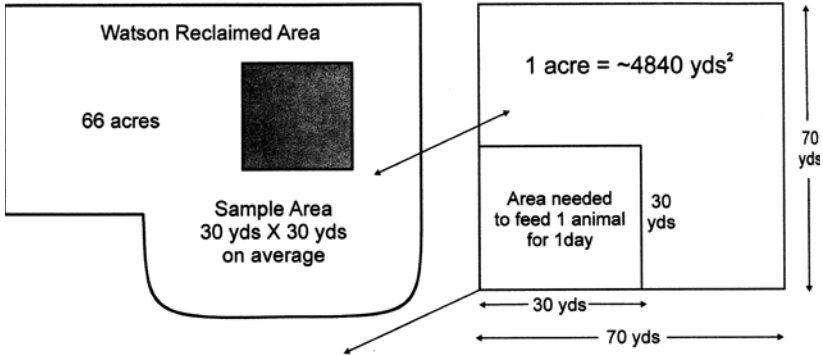 Watson Reclaimed Area
66 acres
Sample Area
30 yds X 30 yds
on average
1 acre = ~4840 yds²
70
yds
Area needed
to feed 1 animal
for 1day
30
yds
30 yds
70 yds